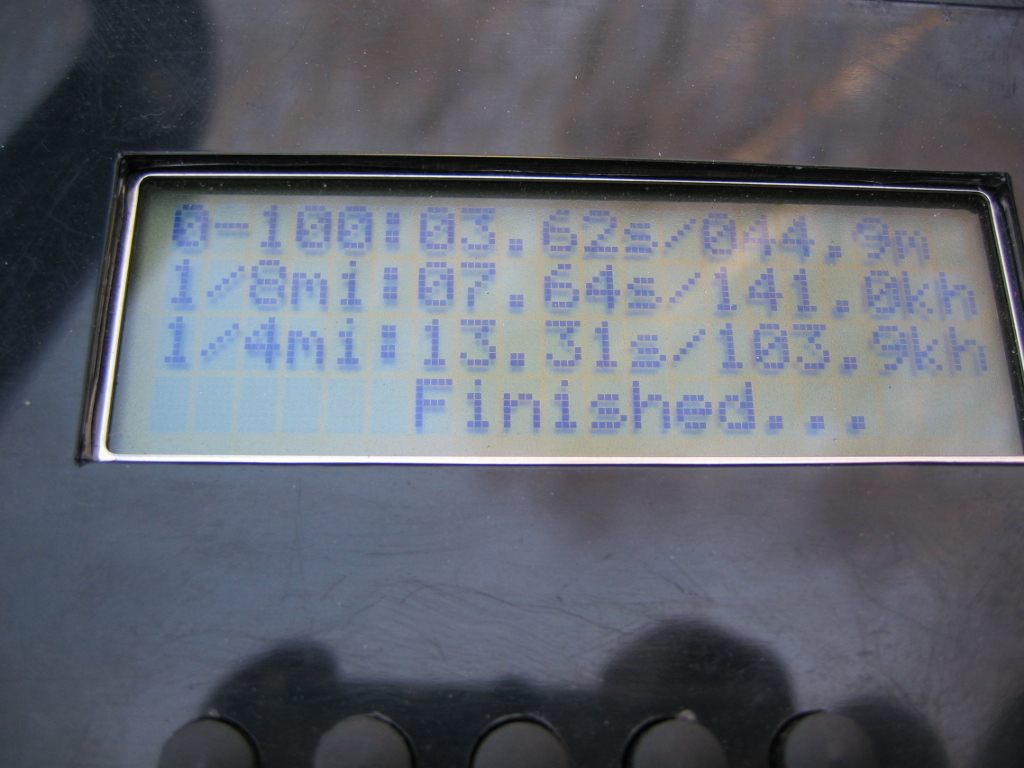 0-100:03.62s/044.9m
1/8mi:07.64s/141.0kh
1/4mi:13.31s/103.9kh
Finished...